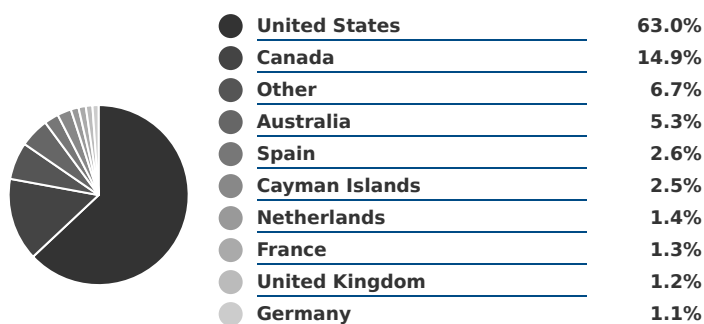 United States 63.0%
Canada 14.9%
Other 6.7%
Australia 5.3%
Spain 2.6%
Cayman Islands 2.5%
Netherlands 1.4%
France 1.3%
United Kingdom 1.2%
Germany 1.1%